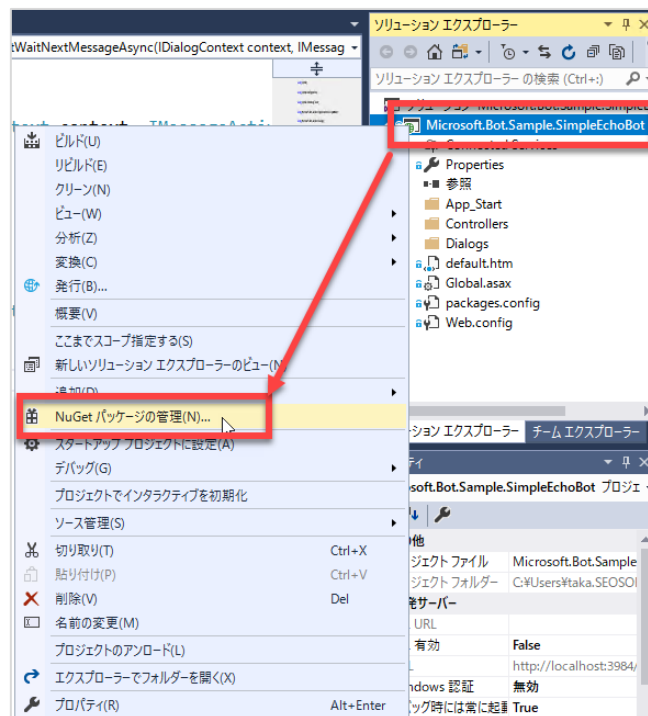 ソリューション エクスプローラー
tWaitNextMessageAsync(IDialogContext context, IMessag
ソリューション エクスプローラー の検索 (Ctrl+:)
Microsoft.Bot.Sample.SimpleEchoBot
Connected Services
Properties
参照
App_Start
Controllers
Dialogs
default.htm
Global.asax
packages.config
Web.config
ビルド(U)
リビルド(E)
クリーン(N)
ビュー(W)
分析(Z)
変換(C)
発行(B)...
概要(V)
ここまでスコープ指定する(S)
新しいソリューション エクスプローラーのビュー(N)
追加(D)
NuGet パッケージの管理(N)...
スタートアップ プロジェクトに設定(A)
デバッグ(G)
プロジェクトでインタラクティブを初期化
ソース管理(S)
切り取り(T) Ctrl+X
貼り付け(P) Ctrl+V
削除(V) Del
名前の変更(M)
プロジェクトのアンロード(L)
エクスプローラーでフォルダーを開く(X)
プロパティ(R) Alt+Enter
ーション エクスプローラー チーム エクスプローラー
ティ
soft.Bot.Sample.SimpleEchoBot プロジェ
他
ジェクト ファイル Microsoft.Bot.Sample
ジェクト フォルダー C:¥Users¥taka.SEOSOI
発サーバー
URL
有効 False
http://localhost:3984/
ndows 認証 無効
バッグ時には常に起動 True